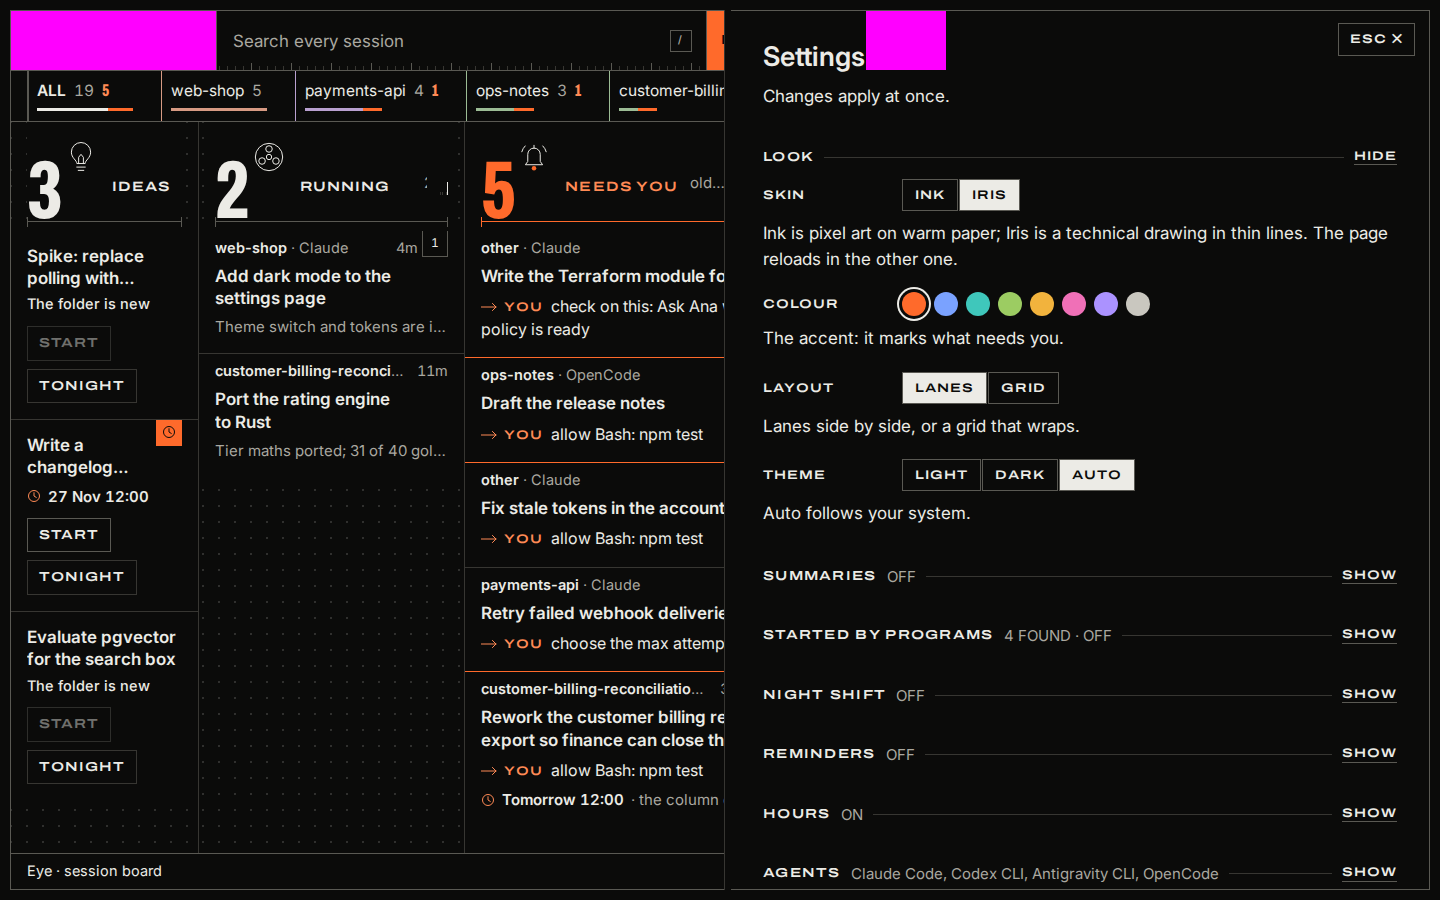 Search every session /
ALL 19 5
web-shop 5
payments-api 4 1
ops-notes 3 1
customer-billin
3 IDEAS
Spike: replace
polling with…
The folder is new
START
TONIGHT
Write a
changelog…
27 Nov 12:00
START
TONIGHT
Evaluate pgvector
for the search box
The folder is new
START
TONIGHT
2 RUNNING
web-shop · Claude 4m 1
Add dark mode to the
settings page
Theme switch and tokens are i…
customer-billing-reconci… 11m
Port the rating engine
to Rust
Tier maths ported; 31 of 40 gol…
5 NEEDS YOU old…
other · Claude
Write the Terraform module fo
→ YOU check on this: Ask Ana
policy is ready
ops-notes · OpenCode
Draft the release notes
→ YOU allow Bash: npm test
other · Claude
Fix stale tokens in the account
→ YOU allow Bash: npm test
payments-api · Claude
Retry failed webhook deliverie
→ YOU choose the max attemp
customer-billing-reconciliatio…
Rework the customer billing re
export so finance can close th
→ YOU allow Bash: npm test
Tomorrow 12:00 · the column
Eye · session board
Settings
ESC ✕
Changes apply at once.
LOOK HIDE
SKIN INK IRIS
Ink is pixel art on warm paper; Iris is a technical drawing in thin lines. The page
reloads in the other one.
COLOUR
The accent: it marks what needs you.
LAYOUT LANES GRID
Lanes side by side, or a grid that wraps.
THEME LIGHT DARK AUTO
Auto follows your system.
SUMMARIES OFF SHOW
STARTED BY PROGRAMS 4 FOUND · OFF SHOW
NIGHT SHIFT OFF SHOW
REMINDERS OFF SHOW
HOURS ON SHOW
AGENTS Claude Code, Codex CLI, Antigravity CLI, OpenCode SHOW